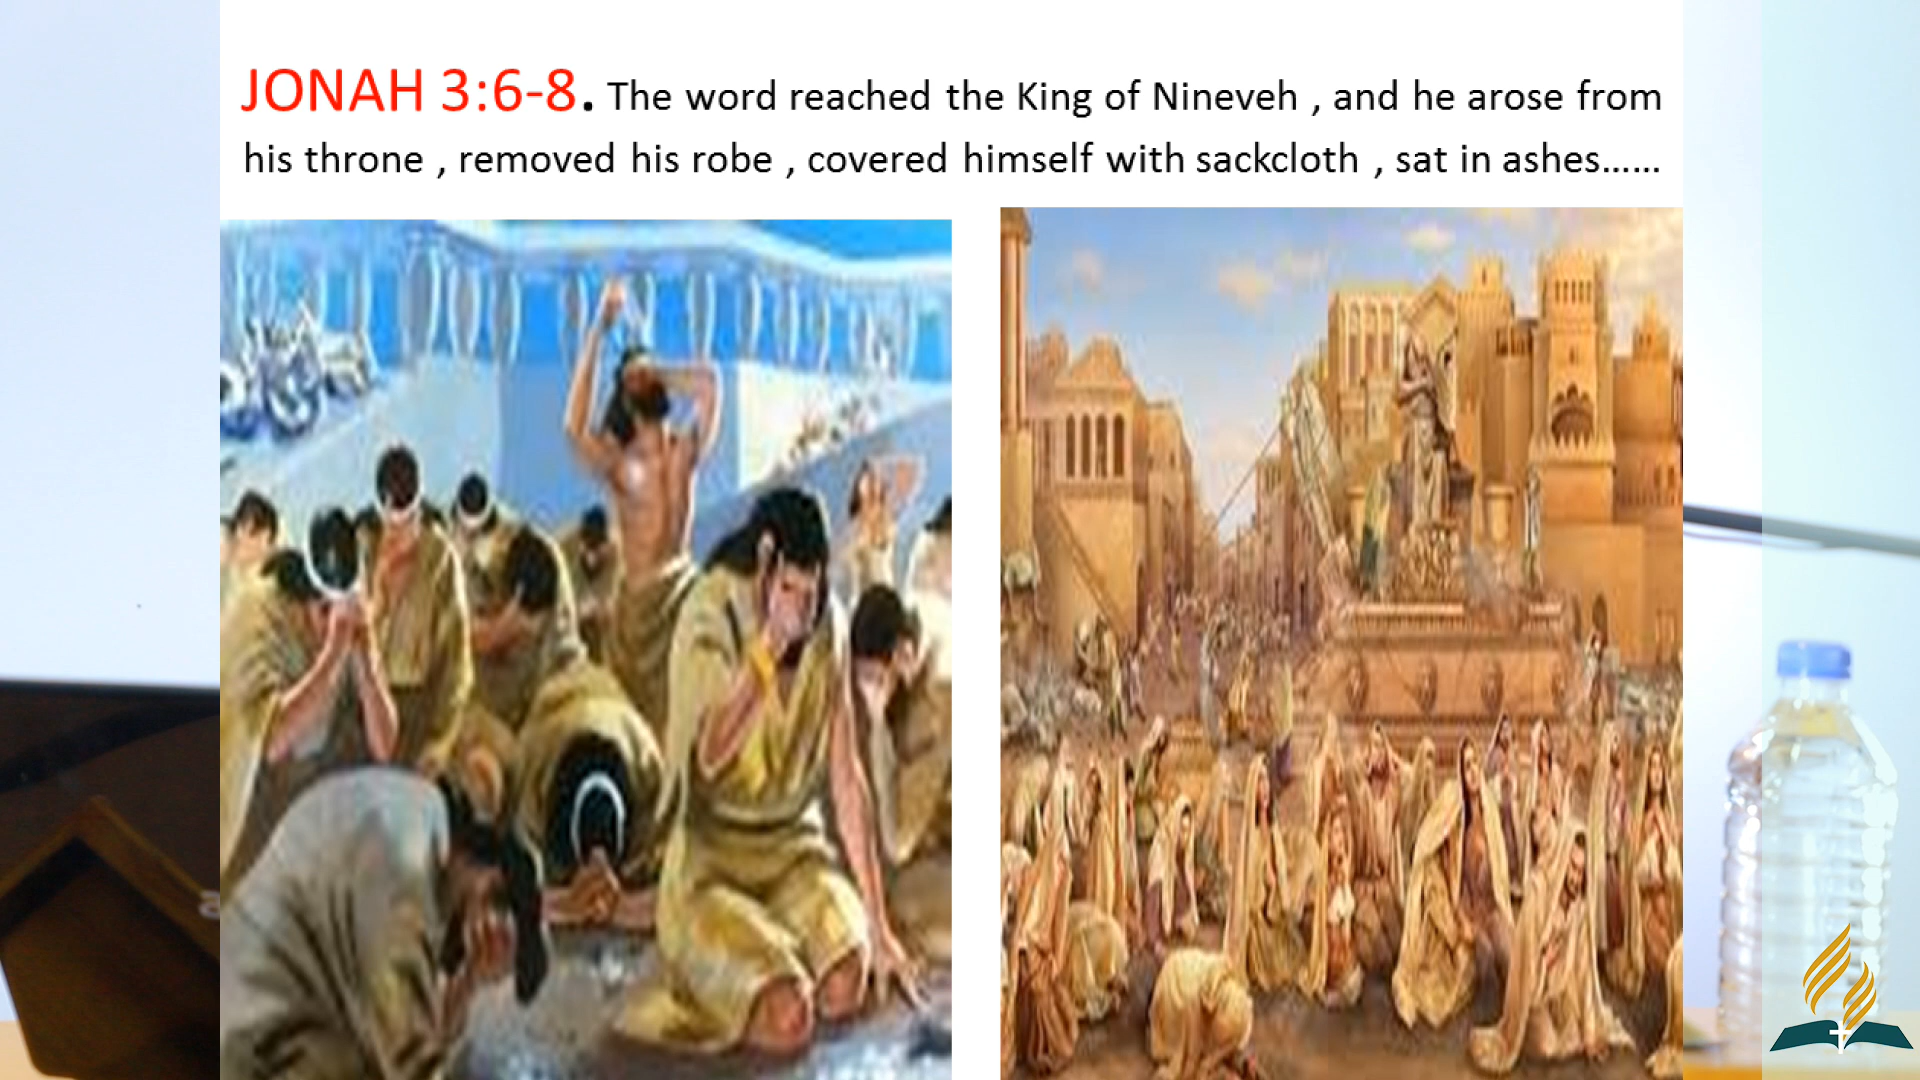 JONAH 3:6-8. The word reached the King of Nineveh , and he arose from
his throne , removed his robe , covered himself with sackcloth , sat in ashes......